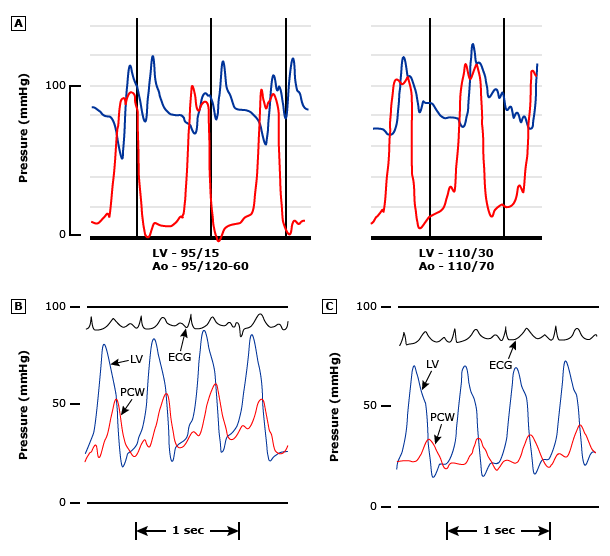 A
Pressure (mmHg)
100
0
LV - 95/15
Ao - 95/120-60
LV - 110/30
Ao - 110/70
B
Pressure (mmHg)
100
50
0
ECG
LV
PCW
1 sec
C
Pressure (mmHg)
100
50
0
ECG
LV
PCW
1 sec